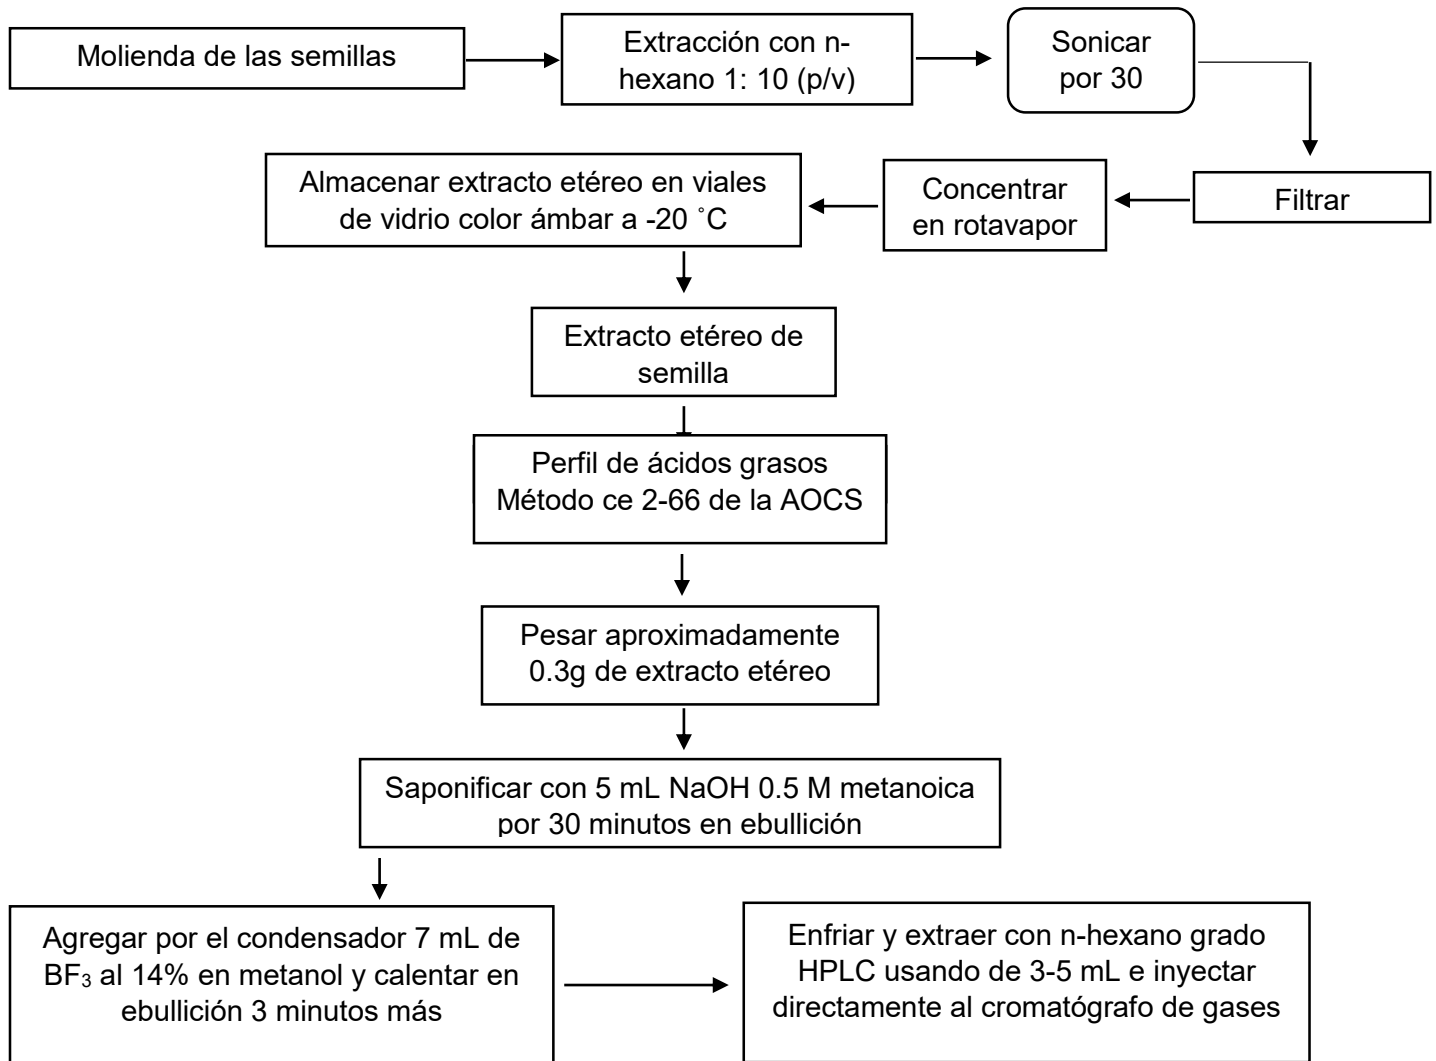 Molienda de las semillas
Extracción con n-
hexano 1: 10 (p/v)
Sonicar
por 30
Filtrar
Concentrar
en rotavapor
Almacenar extracto etéreo en viales
de vidrio color ámbar a -20 ˚C
Extracto etéreo de
semilla
Perfil de ácidos grasos
Método ce 2-66 de la AOCS
Pesar aproximadamente
0.3g de extracto etéreo
Saponificar con 5 mL NaOH 0.5 M metanoica
por 30 minutos en ebullición
Agregar por el condensador 7 mL de
BF₃ al 14% en metanol y calentar en
ebullición 3 minutos más
Enfriar y extraer con n-hexano grado
HPLC usando de 3-5 mL e inyectar
directamente al cromatógrafo de gases